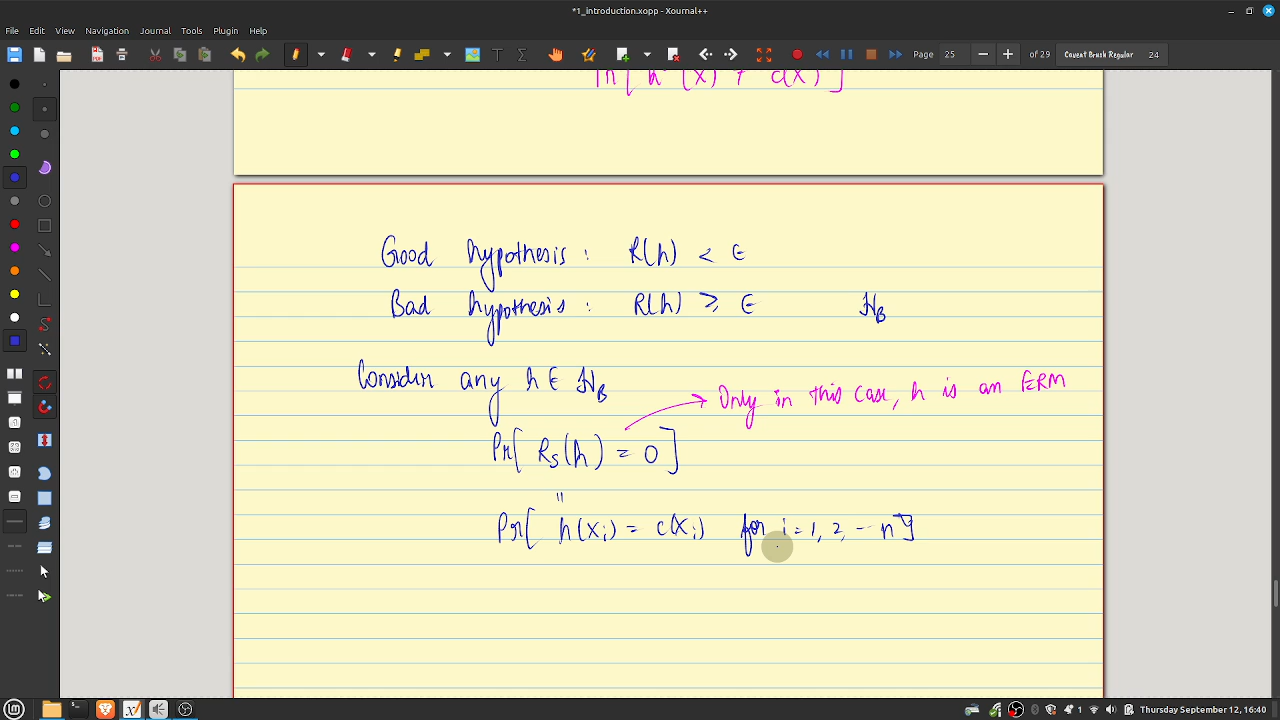 *1_introduction.xopp - Xournal++
File Edit View Navigation Journal Tools Plugin Help
Page 25 of 29 Caveat Brush Regular 24
Pr[ h (X) ≠ c(X) ]
Good hypothesis : R(h) < ϵ
Bad hypothesis : R(h) ≥ ϵ H_B
Consider any h ∈ H_B
Only in this case, h is an ERM
Pr[ R_S(h) = 0 ]
"
Pr[ h(X_i) = c(X_i) for i = 1, 2, -- n ]
1 Thursday September 12, 16:40